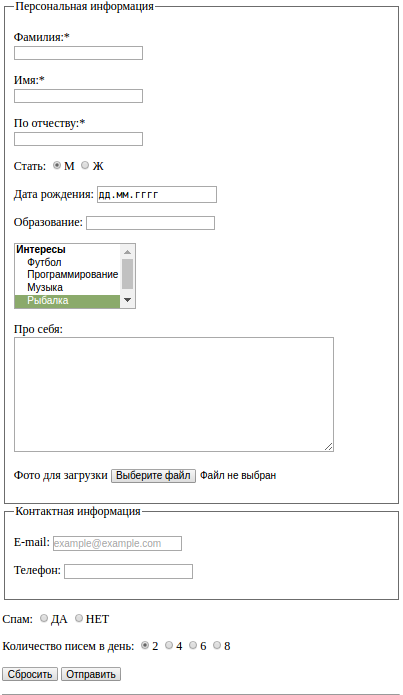 Персональная информация
Фамилия:*
Имя:*
По отчеству:*
Стать: М Ж
Дата рождения: дд.мм.гггг
Образование:
Интересы
Футбол
Программирование
Музыка
Рыбалка
Про себя:
Фото для загрузки Выберите файл Файл не выбран
Контактная информация
E-mail: example@example.com
Телефон:
Спам: ДА НЕТ
Количество писем в день: 2 4 6 8
Сбросить Отправить